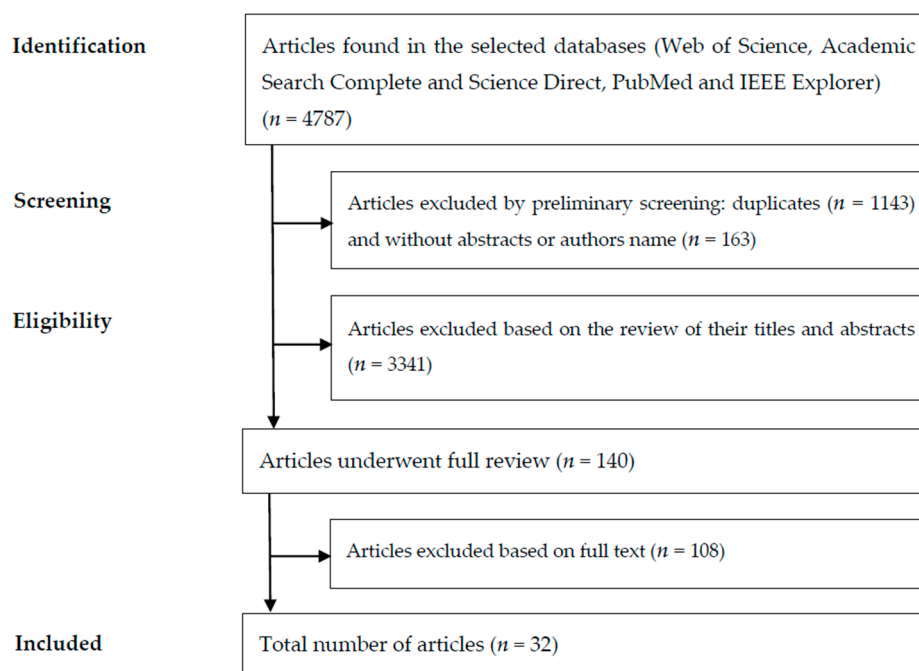 Identification
Articles found in the selected databases (Web of Science, Academic
Search Complete and Science Direct, PubMed and IEEE Explorer)
(n = 4787)
Screening
Articles excluded by preliminary screening: duplicates (n = 1143)
and without abstracts or authors name (n = 163)
Eligibility
Articles excluded based on the review of their titles and abstracts
(n = 3341)
Articles underwent full review (n = 140)
Articles excluded based on full text (n = 108)
Included
Total number of articles (n = 32)